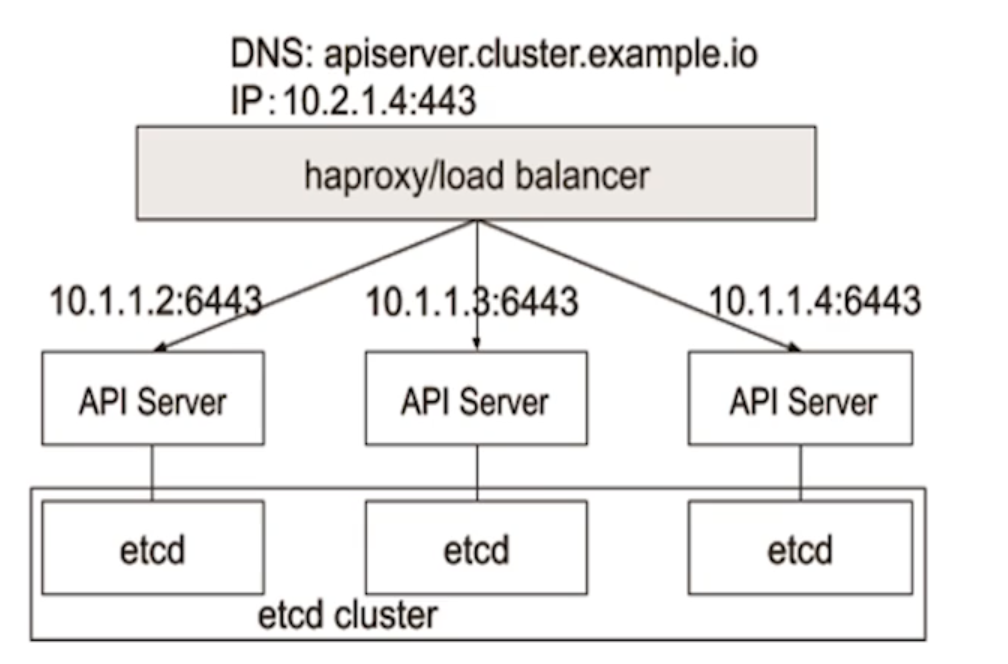 DNS: apiserver.cluster.example.io
IP:10.2.1.4:443
haproxy/load balancer
10.1.1.2:6443
10.1.1.3:6443
10.1.1.4:6443
API Server
API Server
API Server
etcd
etcd
etcd
etcd cluster